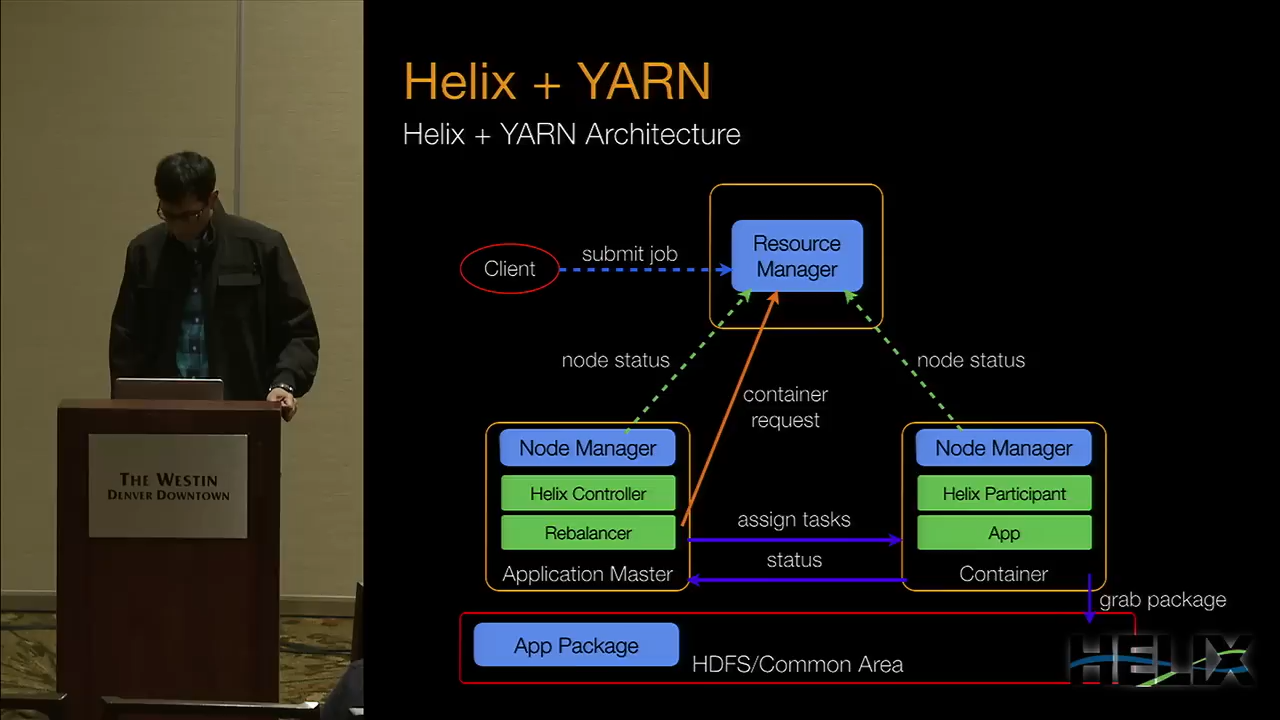 Helix + YARN
Helix + YARN Architecture
Resource
Manager
Client
submit job
node status
node status
container
request
Node Manager
Helix Controller
Rebalancer
Application Master
assign tasks
status
Node Manager
Helix Participant
App
Container
grab package
App Package
HDFS/Common Area
HELIX
THE WESTIN
DENVER DOWNTOWN